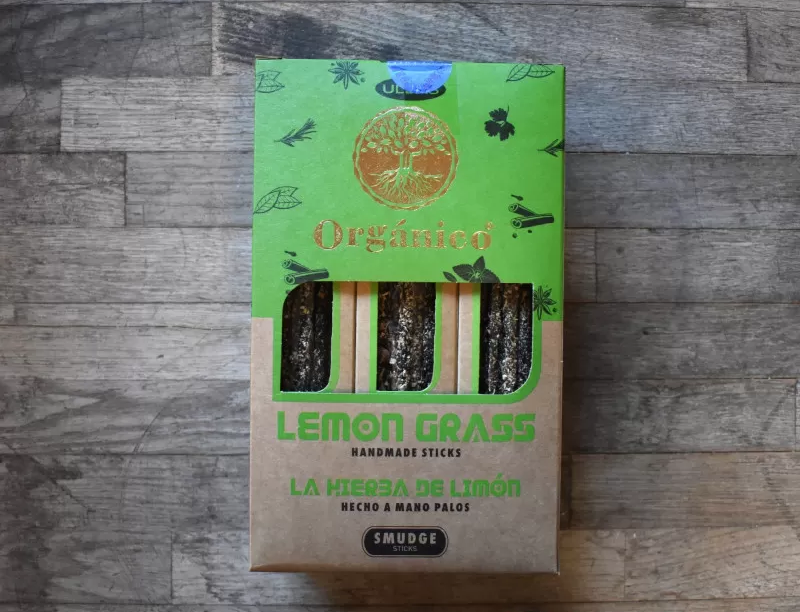 Orgánico
LEMON GRASS
HANDMADE STICKS
LA HIERBA DE LIMÓN
HECHO A MANO PALOS
SMUDGE
STICKS